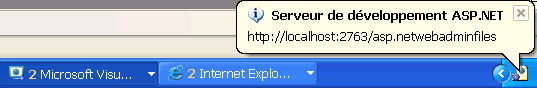 Serveur de développement ASP.NET
http://localhost:2763/asp.netwebadminfiles
2 Microsoft Visu...
2 Internet Explo...